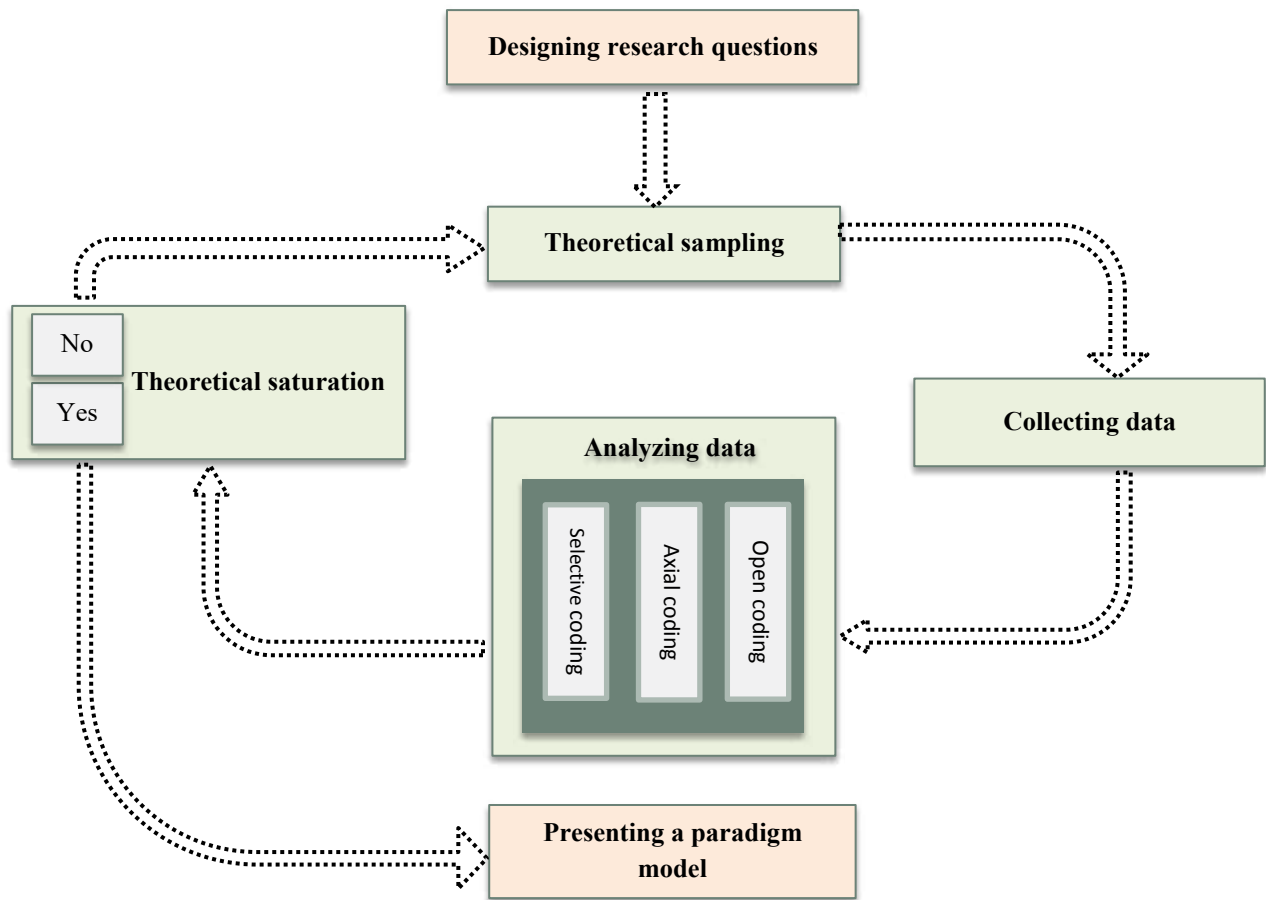 Designing research questions
Theoretical sampling
No
Theoretical saturation
Yes
Collecting data
Analyzing data
Selective coding
Axial coding
Open coding
Presenting a paradigm
model